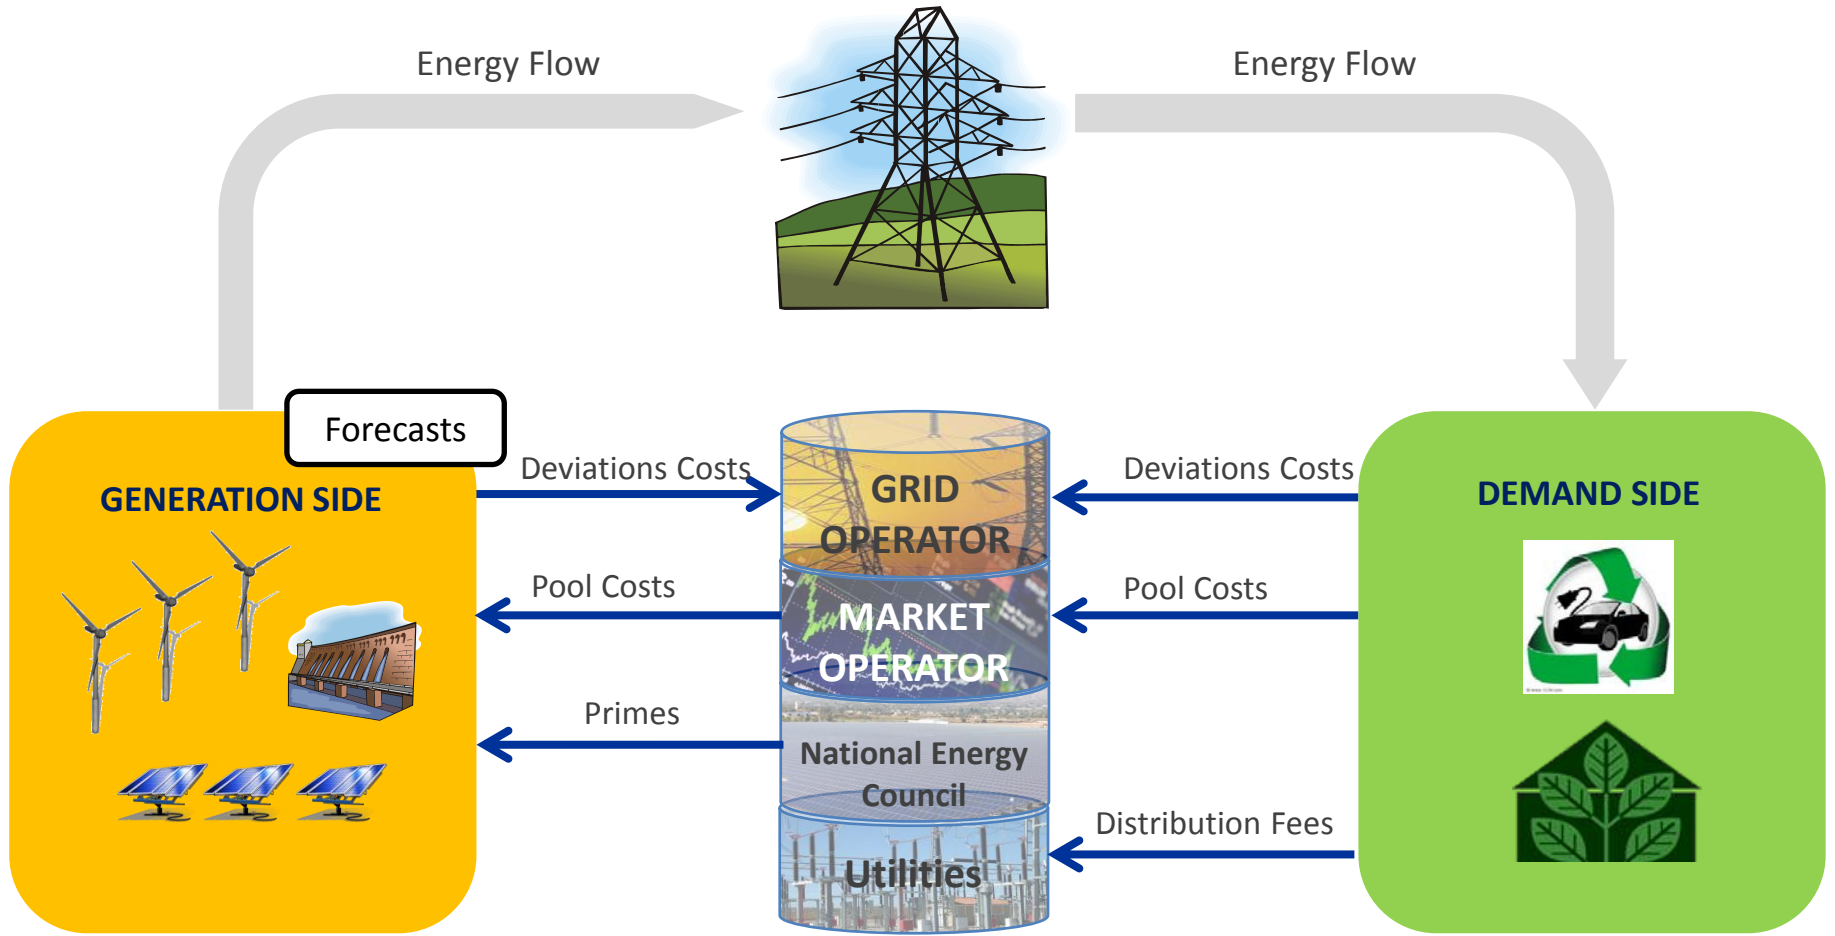 Energy Flow
Energy Flow
Forecasts
GENERATION SIDE
Deviations Costs
Pool Costs
Primes
GRID
OPERATOR
MARKET
OPERATOR
National Energy
Council
Utilities
Deviations Costs
Pool Costs
Distribution Fees
DEMAND SIDE